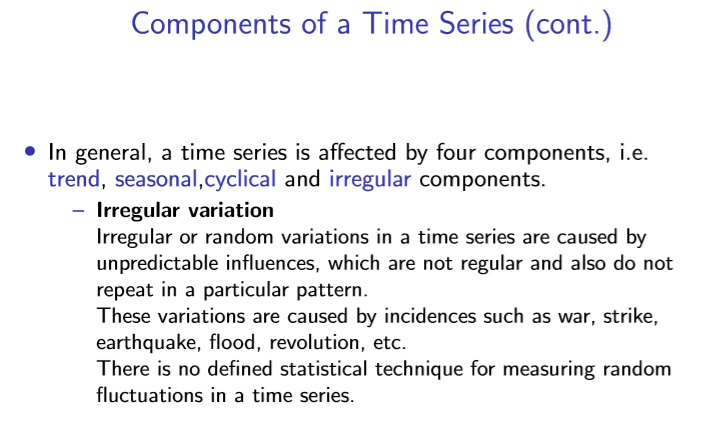 Components of a Time Series (cont.)
• In general, a time series is affected by four components, i.e.
trend, seasonal,cyclical and irregular components.
– Irregular variation
Irregular or random variations in a time series are caused by
unpredictable influences, which are not regular and also do not
repeat in a particular pattern.
These variations are caused by incidences such as war, strike,
earthquake, flood, revolution, etc.
There is no defined statistical technique for measuring random
fluctuations in a time series.